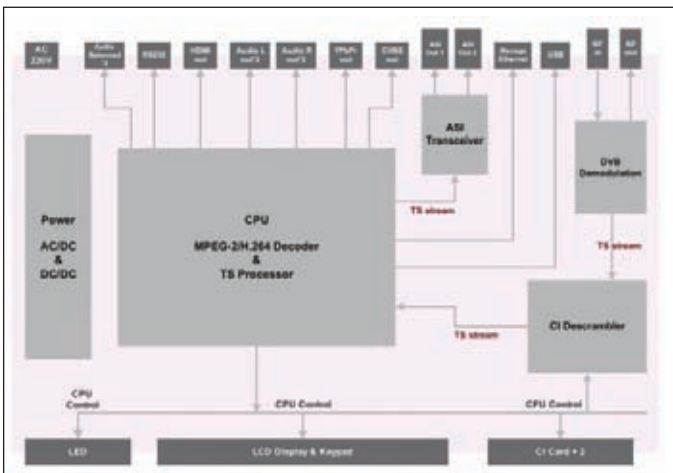 AC
220V
Audio
Balanced
RS232
HDMI
out
Audio L
Audio R
YPbPr
out
CVBS
out
ASI
Out 1
ASI
Out 2
Ethernet
USB
RF
in
RF
out
ASI
Transceiver
DVB
Demodulation
TS stream
TS stream
Power
AC/DC
&
DC/DC
CPU
MPEG-2/H.264 Decoder
&
TS Processor
CI Descrambler
TS stream
CPU
Control
CPU Control
CPU Control
LED
LCD Display & Keypad
CI Card * 2